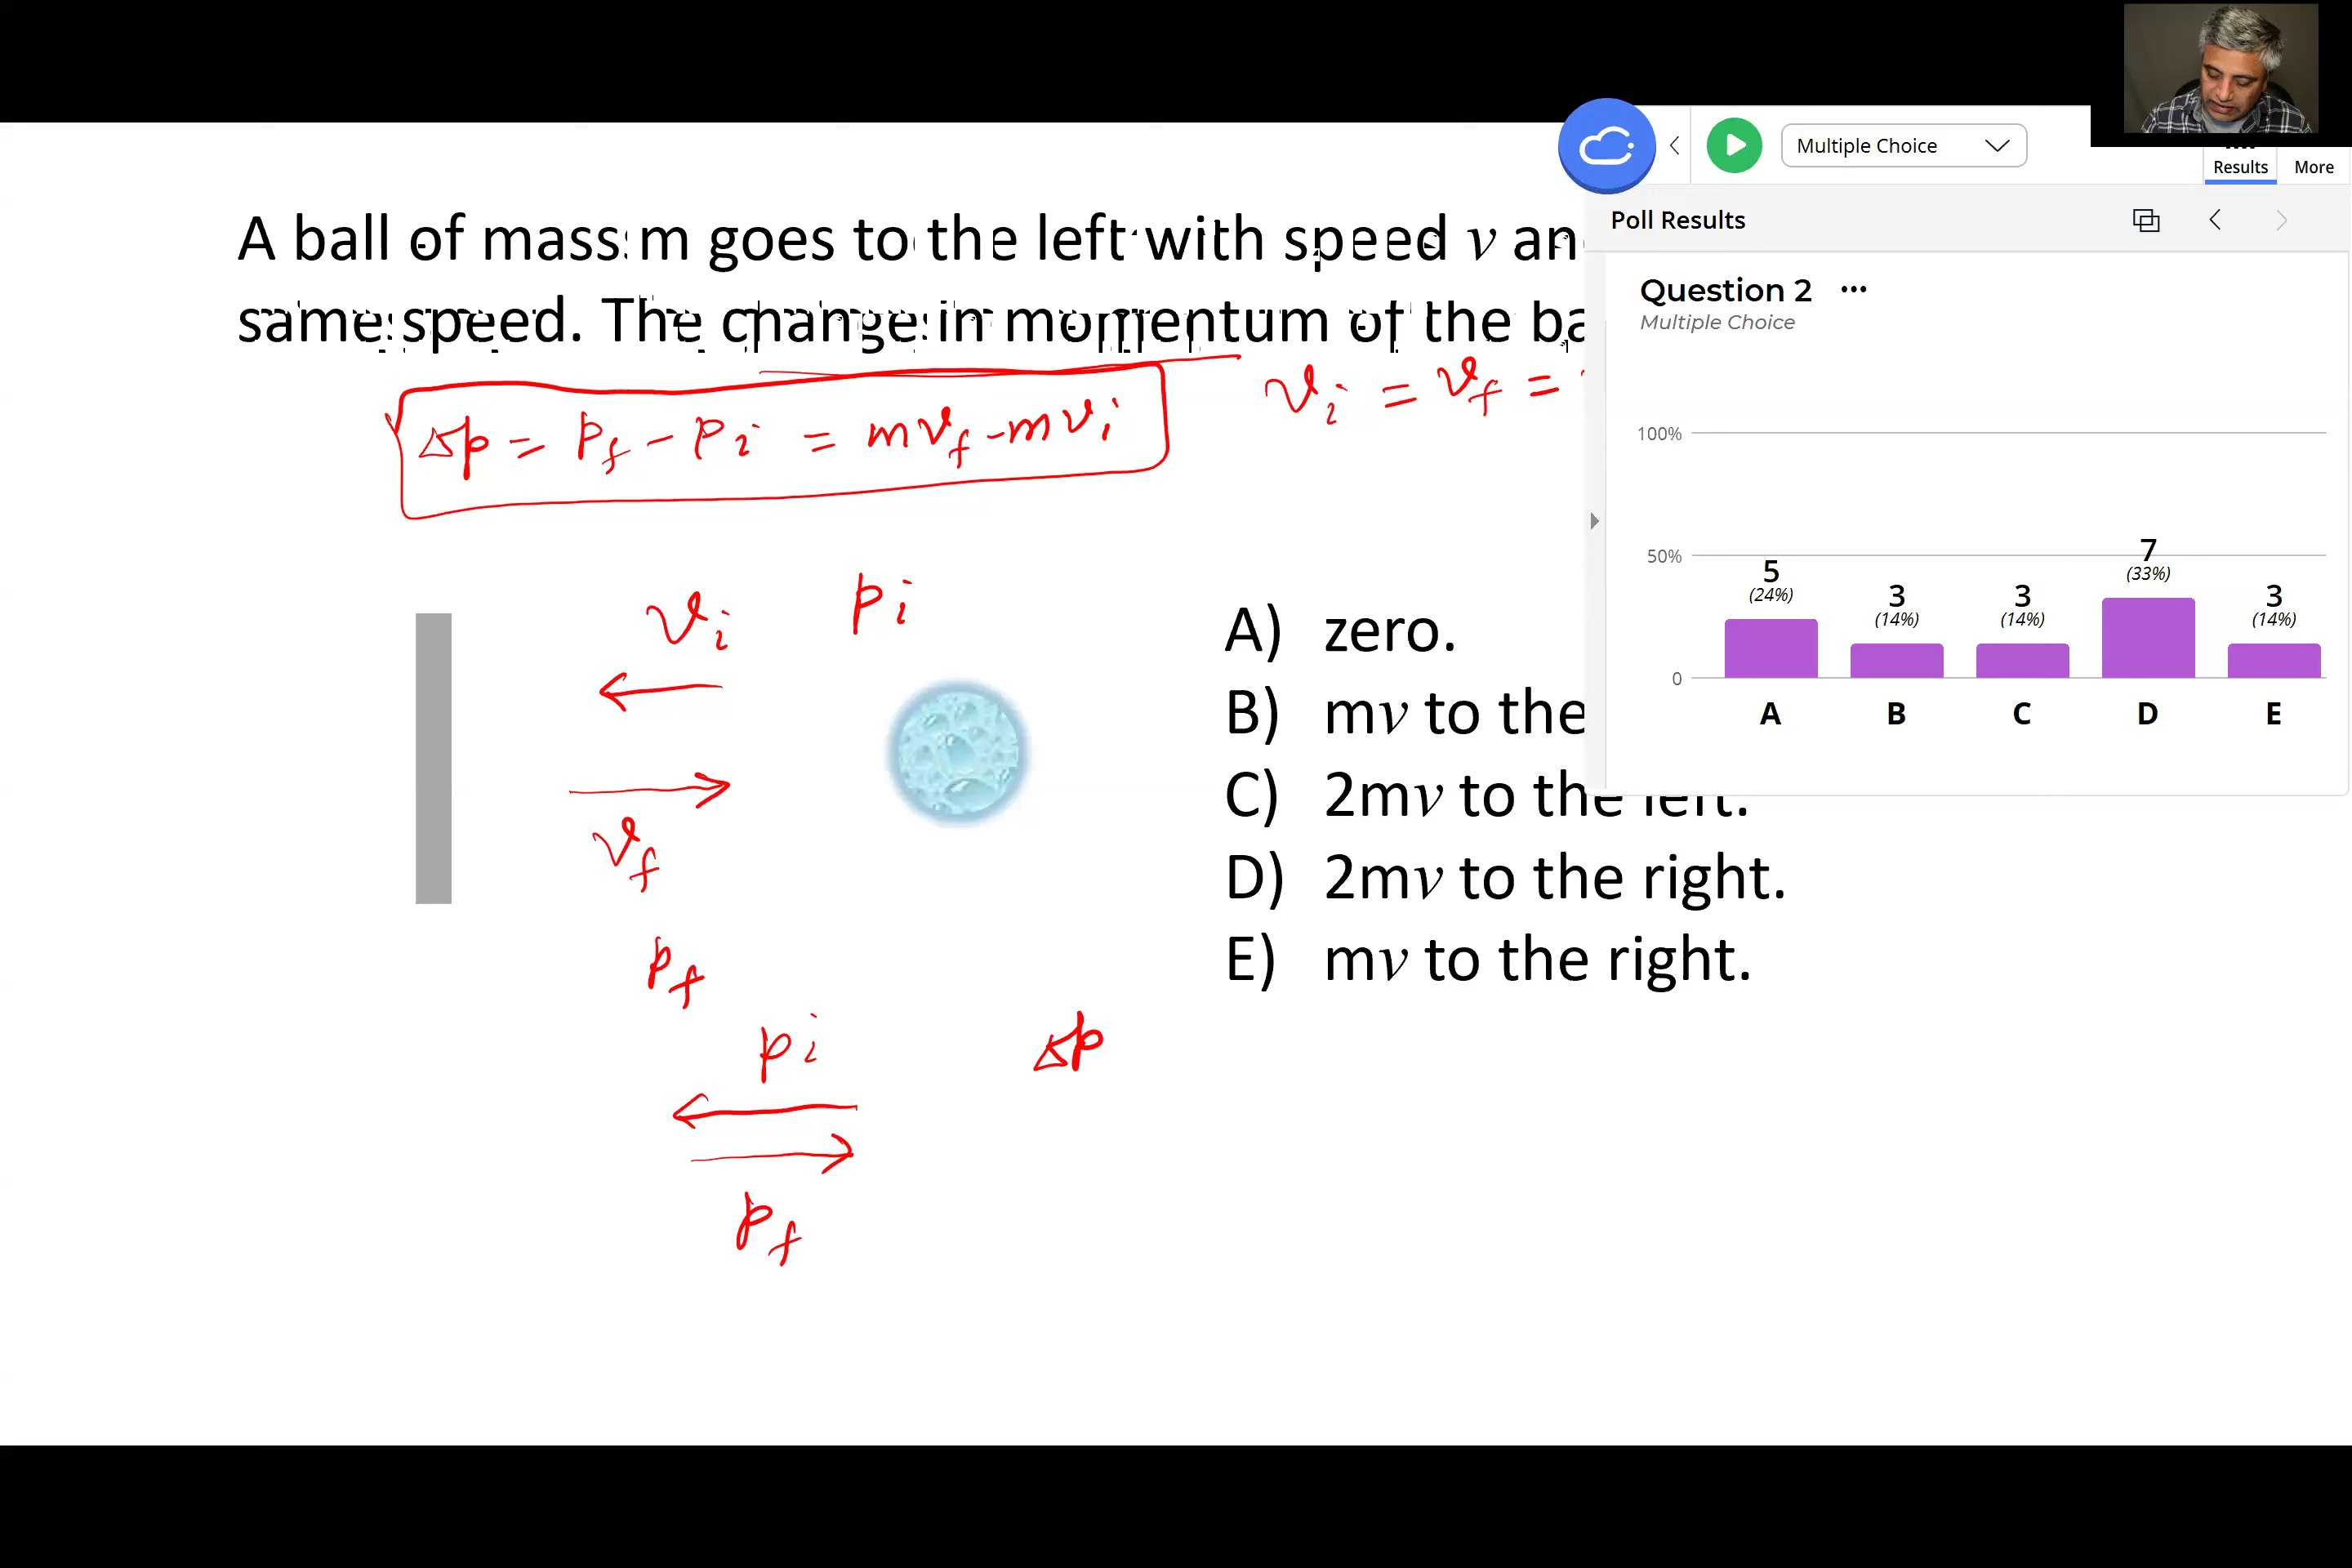 Multiple Choice
Results
More
Poll Results
A ball of mass m goes to the left with speed v an
same speed. The change in momentum of the ba
Question 2 •••
Multiple Choice
Δp = pf - pi = mvf - mvi
vi = vf =
100%
50%
0
5
(24%)
3
(14%)
3
(14%)
7
(33%)
3
(14%)
A B C D E
vi
pi
vf
pf
pi
Δp
pf
A) zero.
B) mv to the
C) 2mv to the left.
D) 2mv to the right.
E) mv to the right.